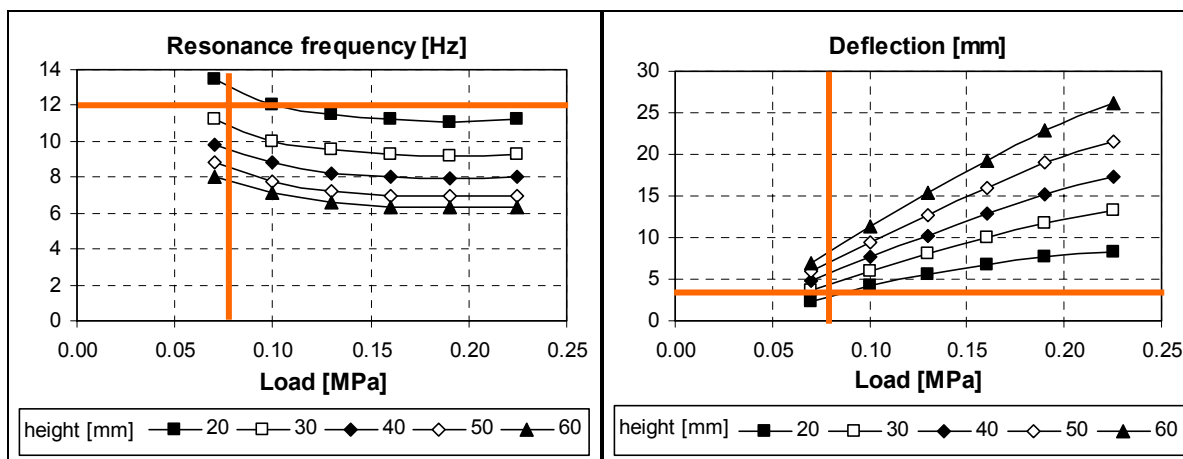 Resonance frequency [Hz]
14
12
10
8
6
4
2
0
0.00 0.05 0.10 0.15 0.20 0.25
Load [MPa]
height [mm] 20 30 40 50 60
Deflection [mm]
30
25
20
15
10
5
0
0.00 0.05 0.10 0.15 0.20 0.25
Load [MPa]
height [mm] 20 30 40 50 60